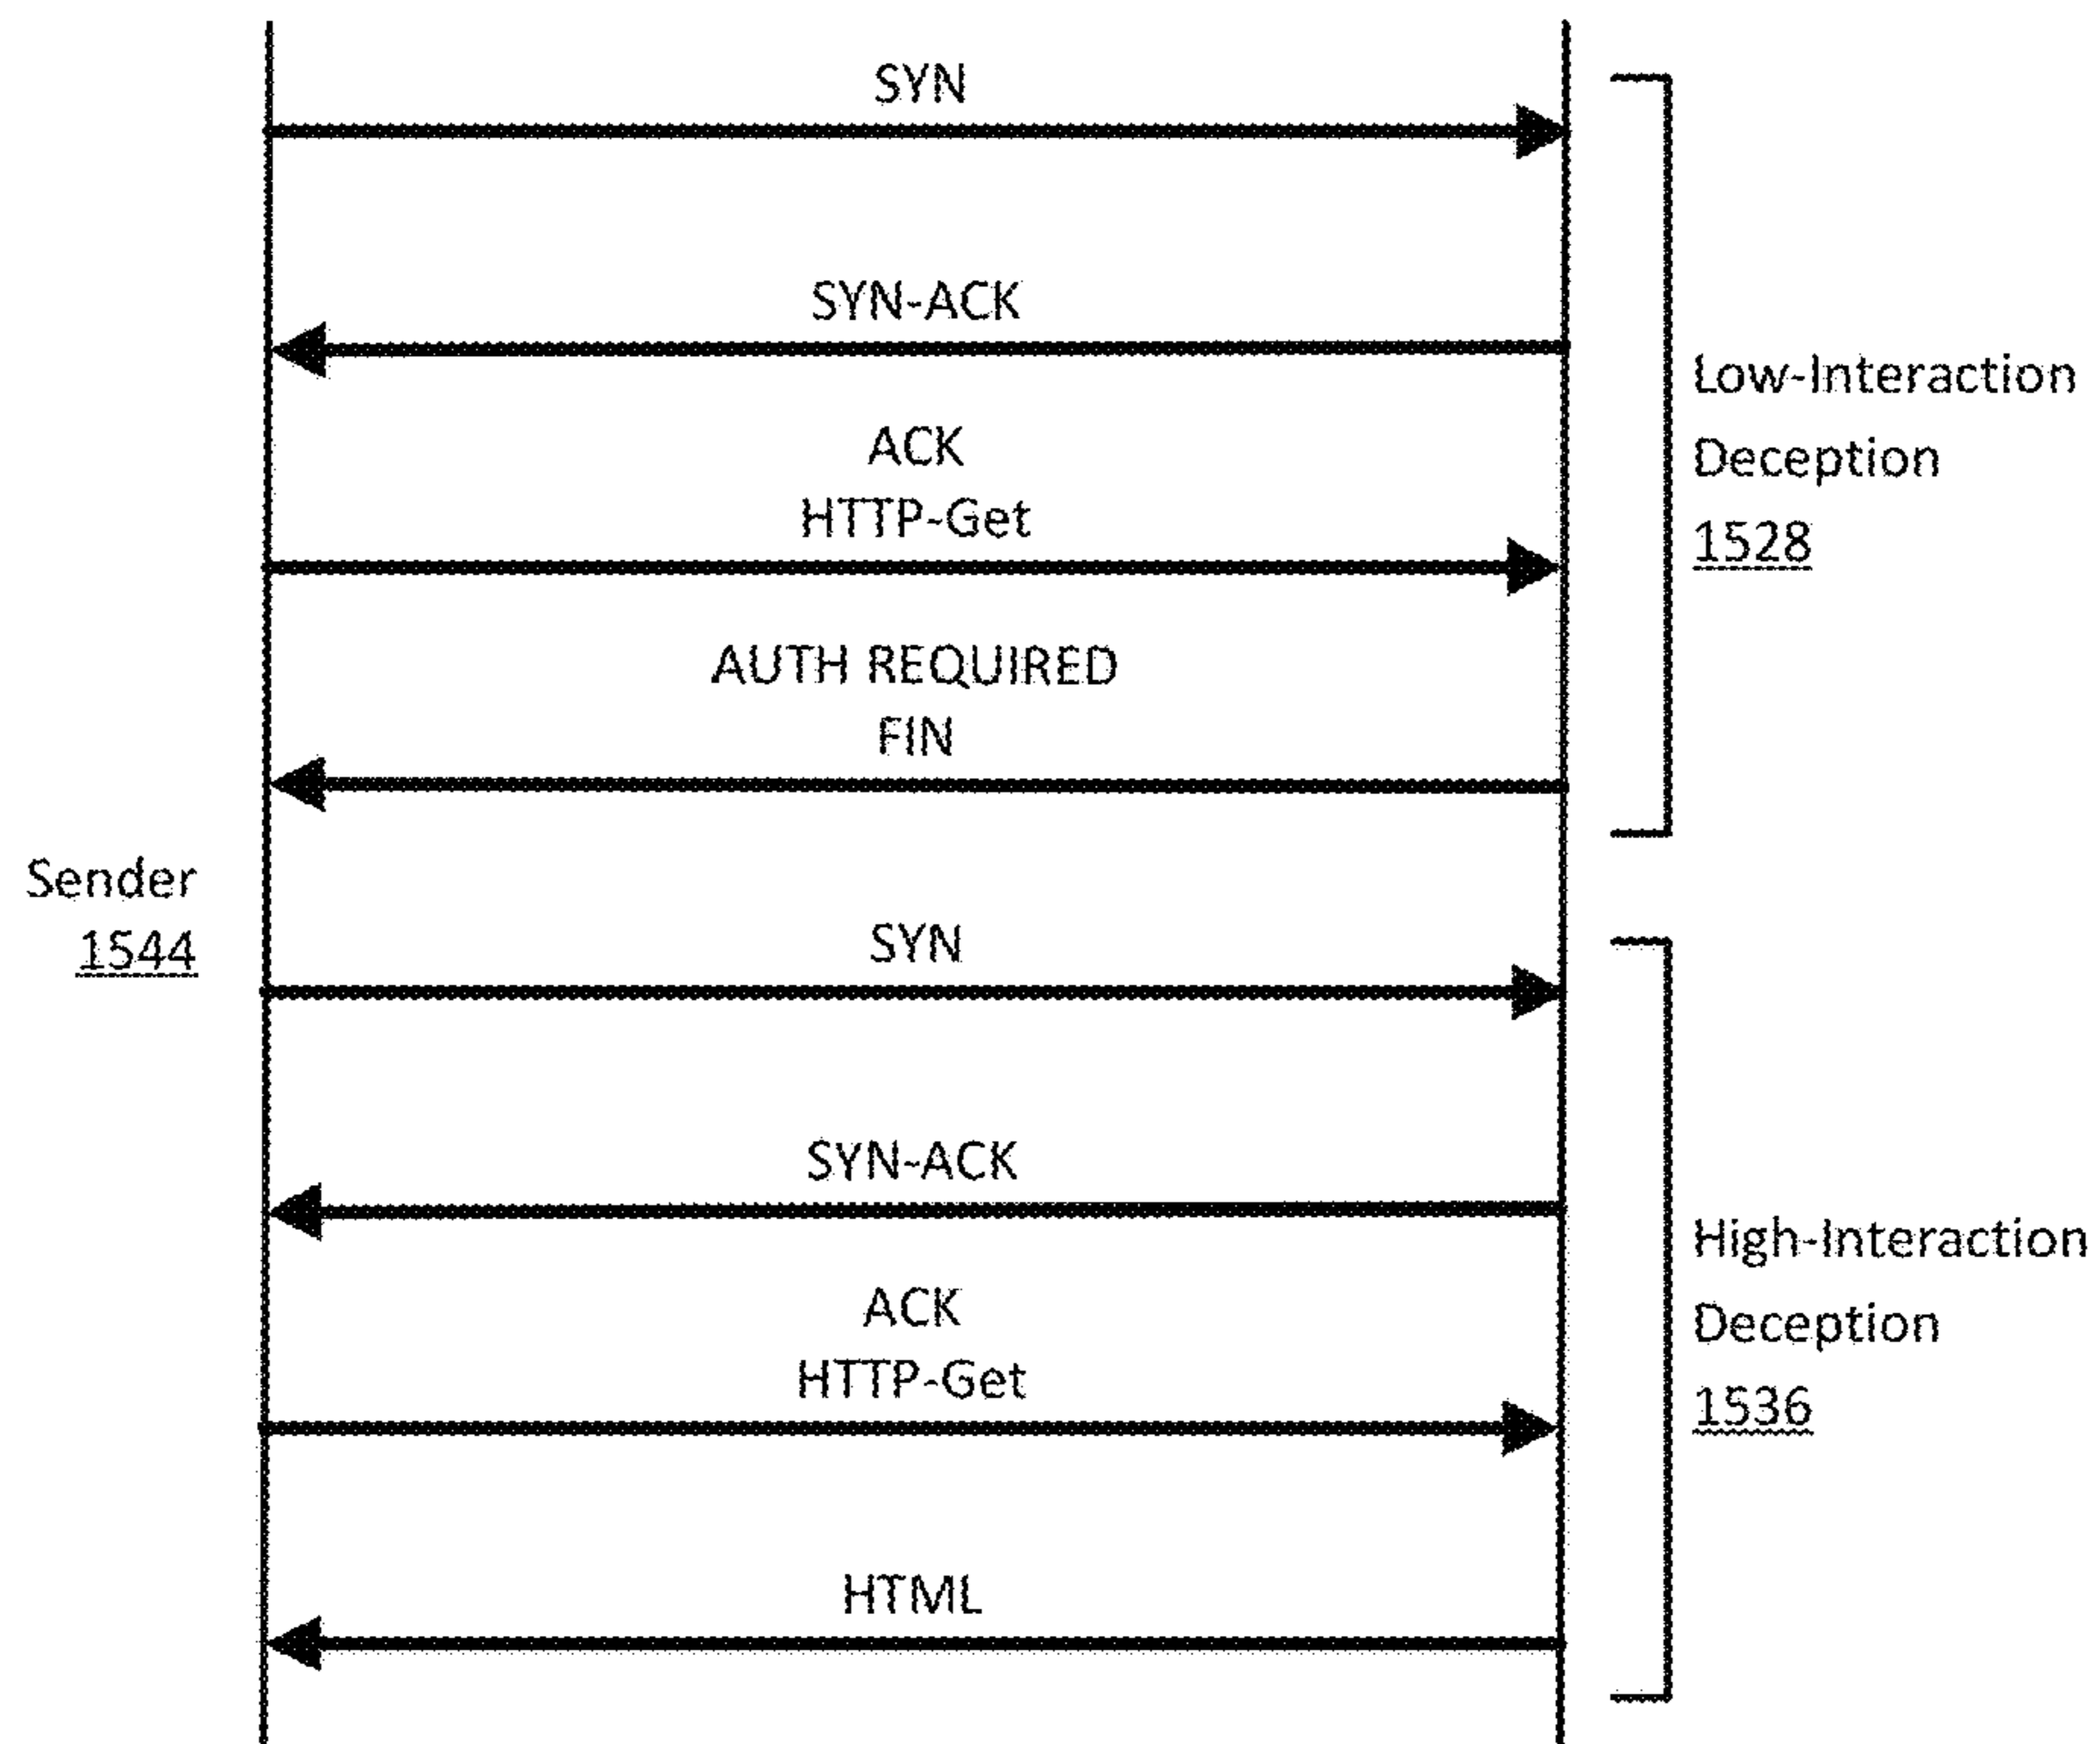 SYN
SYN-ACK
ACK
HTTP-Get
AUTH REQUIRED
FIN
Low-Interaction
Deception
1528
Sender
1544
SYN
SYN-ACK
ACK
HTTP-Get
HTML
High-Interaction
Deception
1536